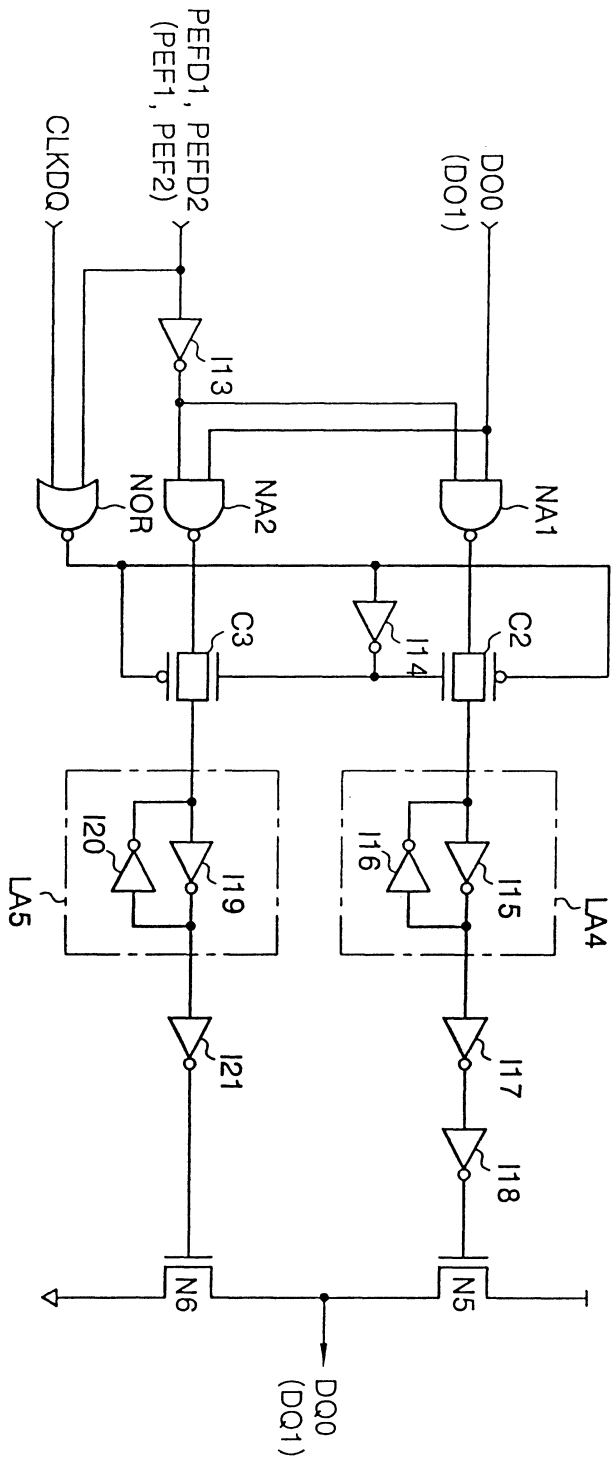 LA4
NA1
C2
I15
I17
I18
DO0
(DO1)
N5
I14
I16
DQ0
(DQ1)
NA2
C3
I19
I21
I13
PEFD1, PEFD2
(PEF1, PEF2)
N6
NOR
I20
CLKDQ
LA5